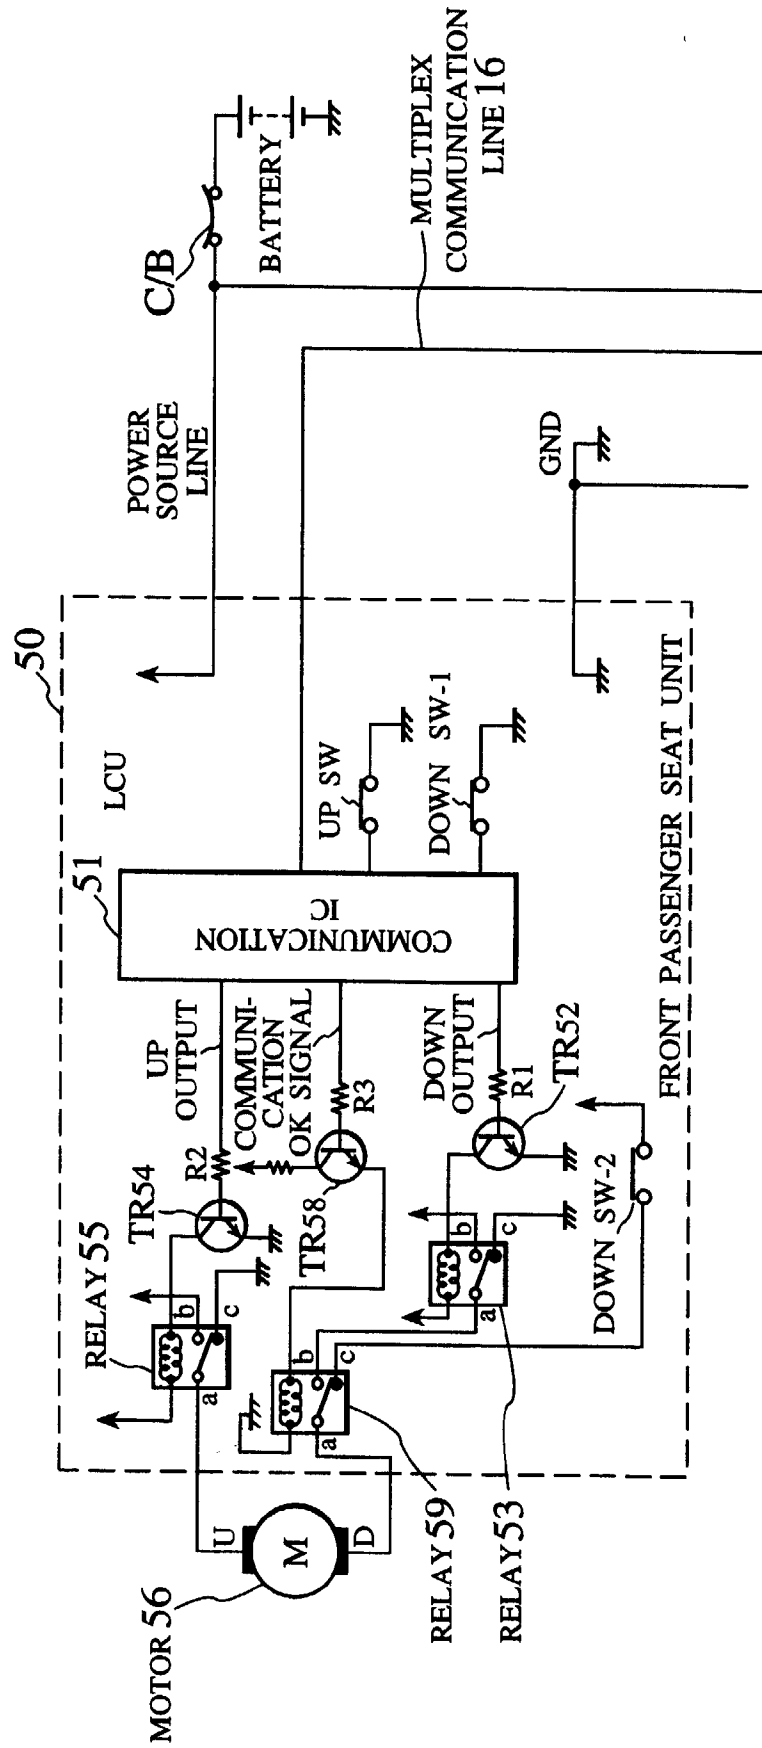 50
LCU
51
POWER
SOURCE
LINE
C/B
BATTERY
MULTIPLEX
COMMUNICATION
LINE 16
GND
UP SW
DOWN SW-1
COMMUNICATION
IC
UP
OUTPUT
COMMUNI-
CATION
OK SIGNAL
DOWN
OUTPUT
R2
R3
R1
TR54
TR58
TR52
RELAY 55
b
c
a
b
c
a
b
c
a
DOWN SW-2
FRONT PASSENGER SEAT UNIT
MOTOR 56
U
M
D
RELAY 59
RELAY 53